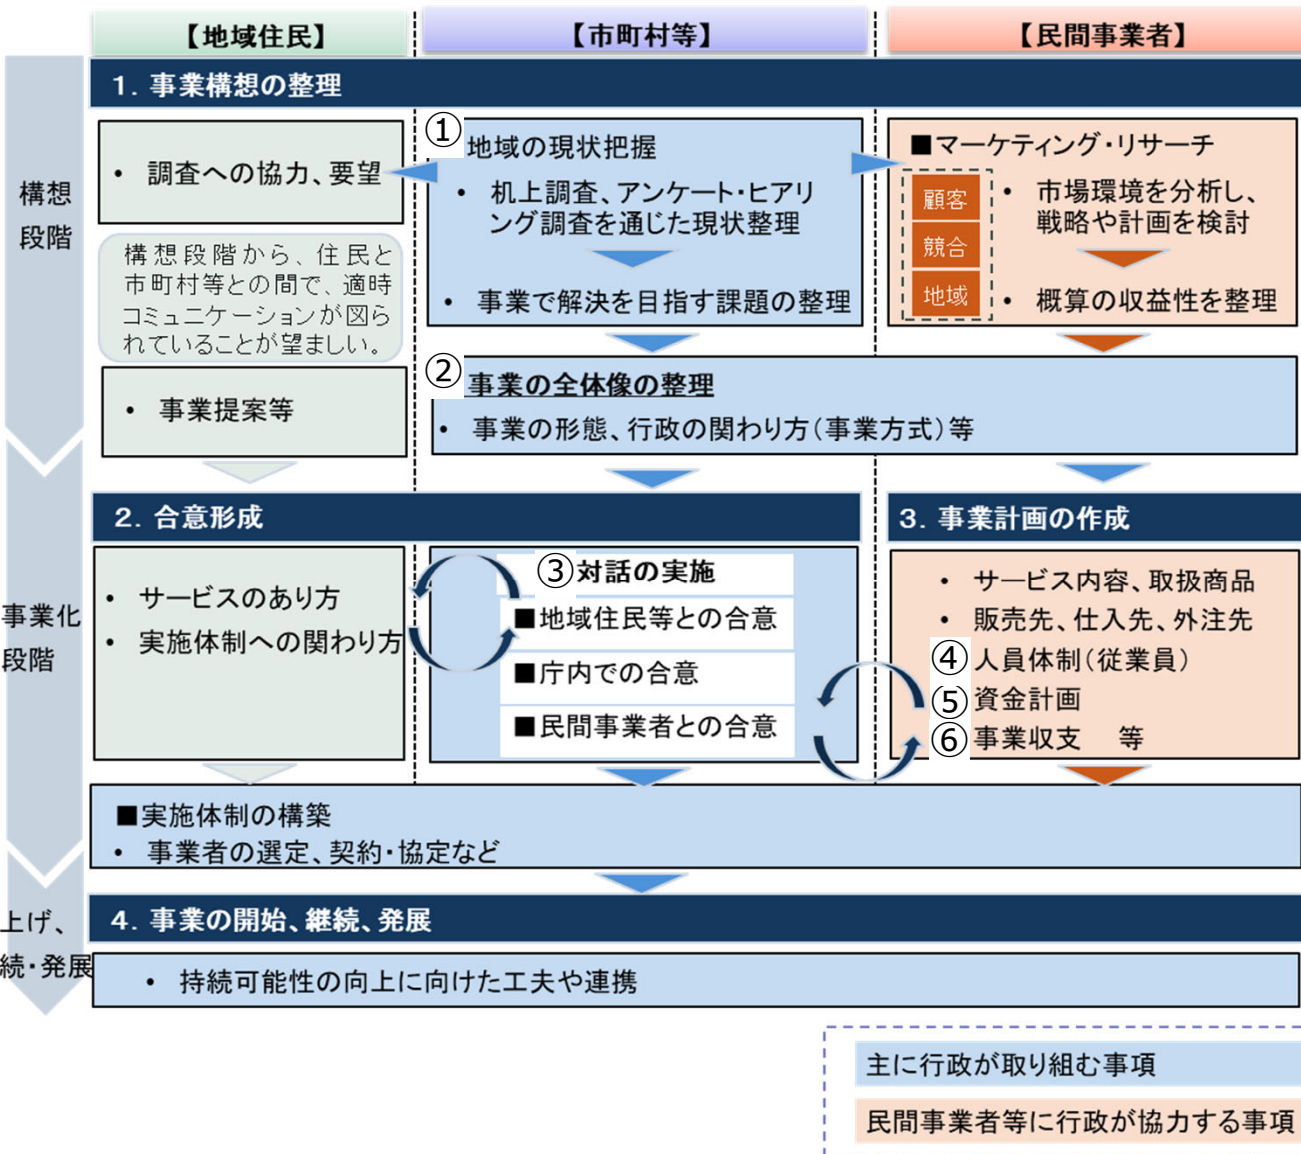 【地域住民】
【市町村等】
【民間事業者】
1. 事業構想の整理
構想
段階
• 調査への協力、要望
構想段階から、住民と
市町村等との間で、適時
コミュニケーションが図ら
れていることが望ましい。
• 事業提案等
①
地域の現状把握
• 机上調査、アンケート・ヒアリ
ング調査を通じた現状整理
• 事業で解決を目指す課題の整理
■マーケティング・リサーチ
顧客
競合
地域
• 市場環境を分析し、
戦略や計画を検討
• 概算の収益性を整理
②
事業の全体像の整理
• 事業の形態、行政の関わり方(事業方式)等
事業化
段階
2. 合意形成
• サービスのあり方
• 実施体制への関わり方
③対話の実施
■地域住民等との合意
■庁内での合意
■民間事業者との合意
3. 事業計画の作成
• サービス内容、取扱商品
• 販売先、仕入先、外注先
④人員体制(従業員)
⑤資金計画
⑥事業収支 等
■実施体制の構築
• 事業者の選定、契約・協定など
上げ、
続・発展
4. 事業の開始、継続、発展
• 持続可能性の向上に向けた工夫や連携
主に行政が取り組む事項
民間事業者等に行政が協力する事項